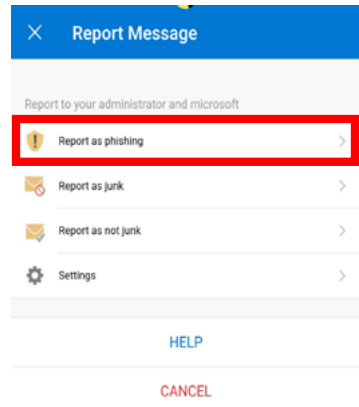 Report Message
Report to your administrator and microsoft
Report as phishing
Report as junk
Report as not junk
Settings
HELP
CANCEL